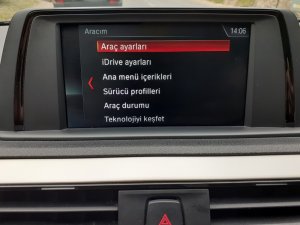 Aracım
14:06
Araç ayarları
iDrive ayarları
Ana menü içerikleri
Sürücü profilleri
Araç durumu
Teknolojiyi keşfet